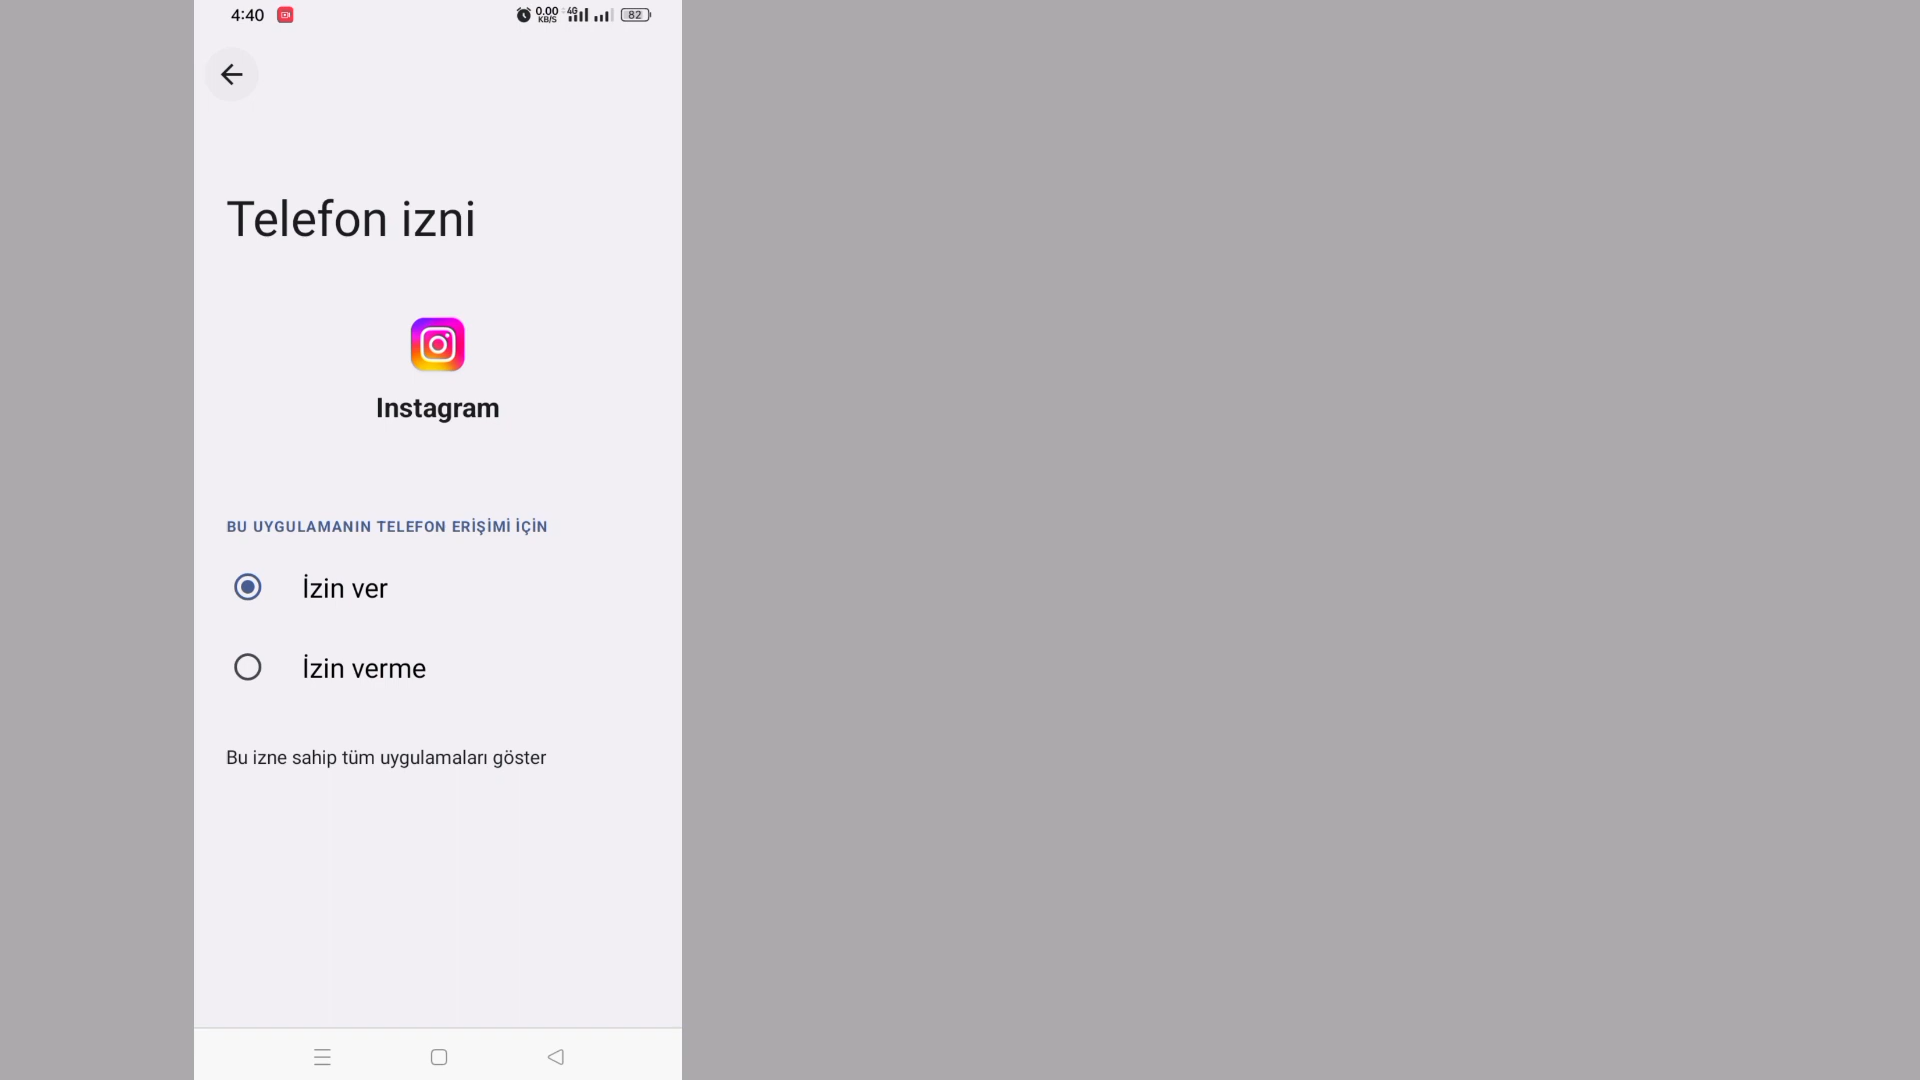 4:40
0.00
KB/S
4G
82
Telefon izni
Instagram
BU UYGULAMANIN TELEFON ERİŞİMİ İÇİN
İzin ver
İzin verme
Bu izne sahip tüm uygulamaları göster